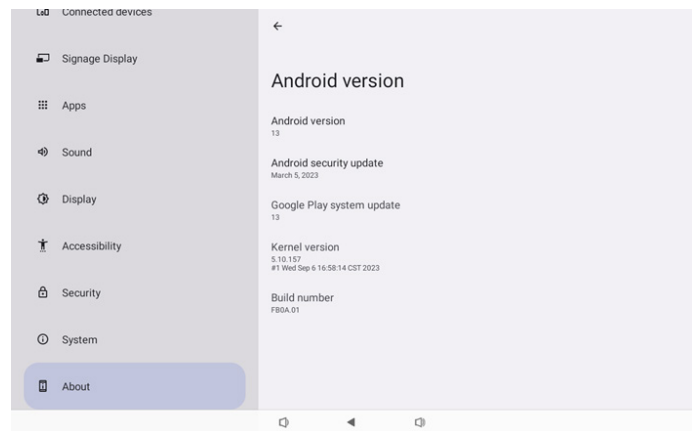 Connected devices
Signage Display
Apps
Sound
Display
Accessibility
Security
System
About
Android version
Android version
13
Android security update
March 5, 2023
Google Play system update
13
Kernel version
5.10.157
#1 Wed Sep 6 16:58:14 CST 2023
Build number
FB0A.01